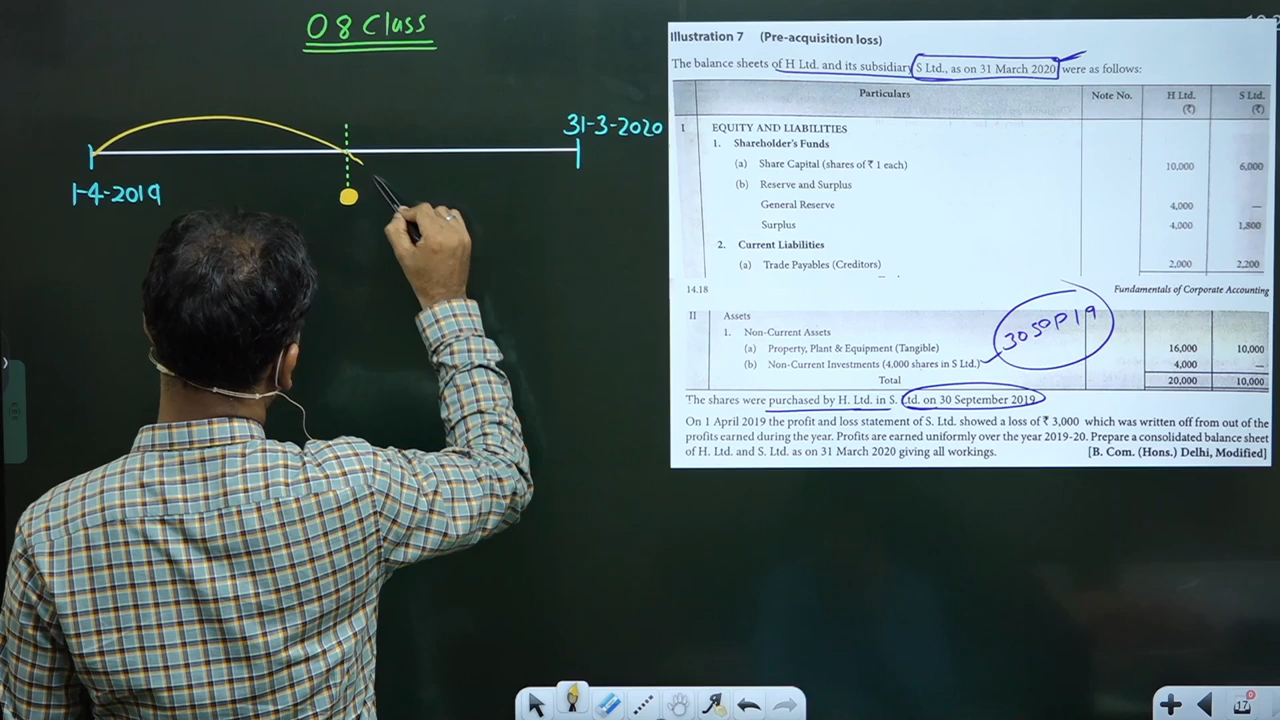 08 Class
31-3-2020
1-4-2019
Illustration 7 (Pre-acquisition loss)
The balance sheets of H Ltd. and its subsidiary S Ltd., as on 31 March 2020 were as follows:
Particulars Note No. H Ltd. S Ltd.
(₹) (₹)
I EQUITY AND LIABILITIES
1. Shareholder's Funds
(a) Share Capital (shares of ₹ 1 each) 10,000 6,000
(b) Reserve and Surplus
General Reserve 4,000 —
Surplus 4,000 1,800
2. Current Liabilities
(a) Trade Payables (Creditors) 2,000 2,200
14.18 Fundamentals of Corporate Accounting
II Assets
1. Non-Current Assets
30 SeP 19
(a) Property, Plant & Equipment (Tangible) 16,000 10,000
(b) Non-Current Investments (4,000 shares in S Ltd.) 4,000 —
Total 20,000 10,000
The shares were purchased by H. Ltd. in S. Ltd. on 30 September 2019
On 1 April 2019 the profit and loss statement of S. Ltd. showed a loss of ₹ 3,000 which was written off from out of the
profits earned during the year. Profits are earned uniformly over the year 2019-20. Prepare a consolidated balance sheet
of H. Ltd. and S. Ltd. as on 31 March 2020 giving all workings. [B. Com. (Hons.) Delhi, Modified]
17
0